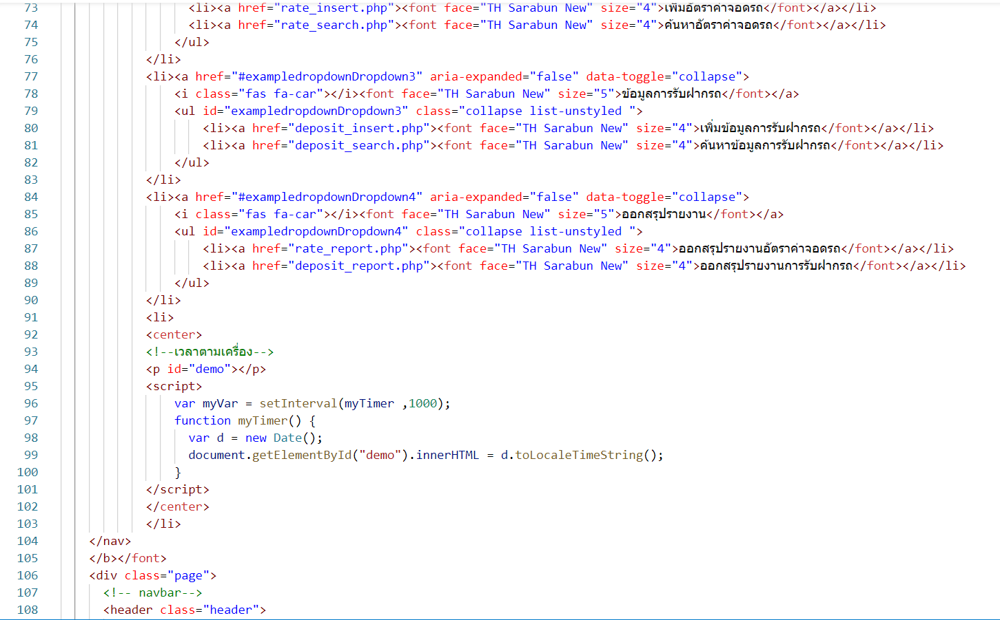 73 <li><a href="rate_insert.php"><font face="TH Sarabun New" size="4">เพิ่มอัตราค่าจอดรถ</font></a></li>
74 <li><a href="rate_search.php"><font face="TH Sarabun New" size="4">ค้นหาอัตราค่าจอดรถ</font></a></li>
75 </ul>
76 </li>
77 <li><a href="#exampledropdownDropdown3" aria-expanded="false" data-toggle="collapse">
78 <i class="fas fa-car"></i><font face="TH Sarabun New" size="5">ข้อมูลการรับฝากรถ</font></a>
79 <ul id="exampledropdownDropdown3" class="collapse list-unstyled ">
80 <li><a href="deposit_insert.php"><font face="TH Sarabun New" size="4">เพิ่มข้อมูลการรับฝากรถ</font></a></li>
81 <li><a href="deposit_search.php"><font face="TH Sarabun New" size="4">ค้นหาข้อมูลการรับฝากรถ</font></a></li>
82 </ul>
83 </li>
84 <li><a href="#exampledropdownDropdown4" aria-expanded="false" data-toggle="collapse">
85 <i class="fas fa-car"></i><font face="TH Sarabun New" size="5">ออกสรุปรายงาน</font></a>
86 <ul id="exampledropdownDropdown4" class="collapse list-unstyled ">
87 <li><a href="rate_report.php"><font face="TH Sarabun New" size="4">ออกสรุปรายงานอัตราค่าจอดรถ</font></a></li>
88 <li><a href="deposit_report.php"><font face="TH Sarabun New" size="4">ออกสรุปรายงานการรับฝากรถ</font></a></li>
89 </ul>
90 </li>
91 <li>
92 <center>
93 <!--เวลาตามเครื่อง-->
94 <p id="demo"></p>
95 <script>
96 var myVar = setInterval(myTimer ,1000);
97 function myTimer() {
98 var d = new Date();
99 document.getElementById("demo").innerHTML = d.toLocaleTimeString();
100 }
101 </script>
102 </center>
103 </li>
104 </nav>
105 </b></font>
106 <div class="page">
107 <!-- navbar-->
108 <header class="header">